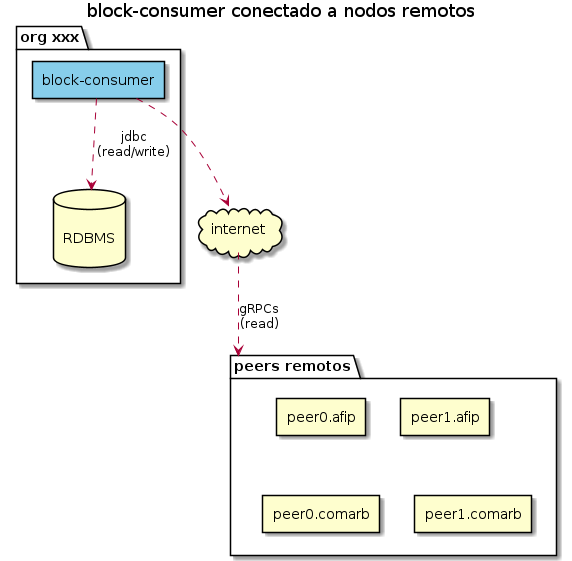 block-consumer conectado a nodos remotos
org xxx
block-consumer
jdbc
(read/write)
RDBMS
internet
gRPCs
(read)
peers remotos
peer0.afip
peer1.afip
peer0.comarb
peer1.comarb